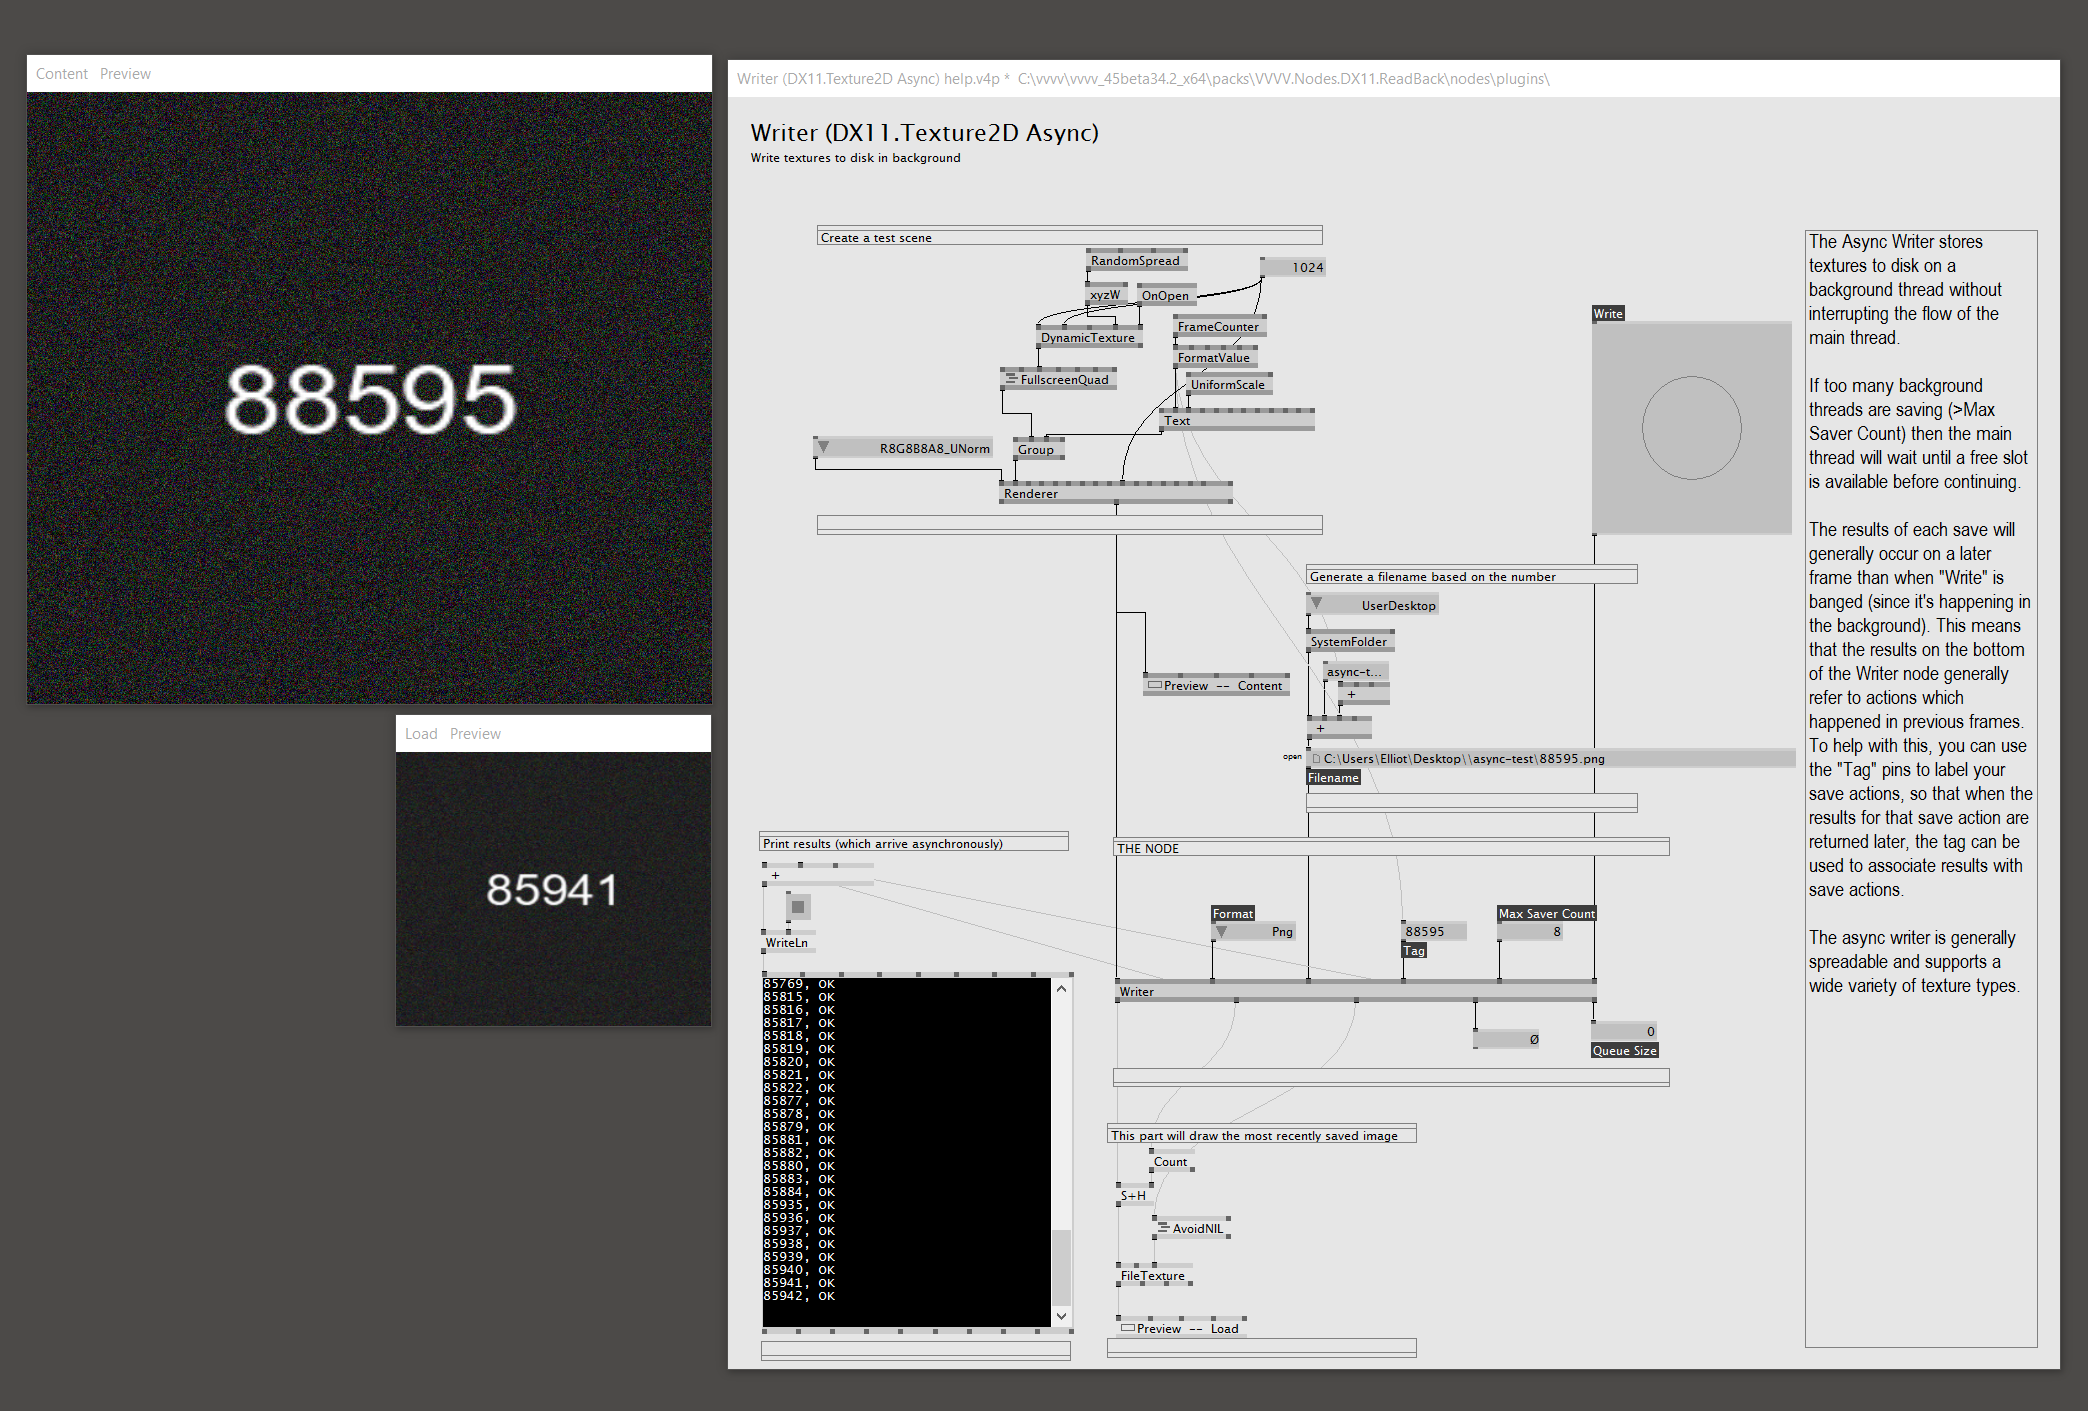 Content Preview
88595
Load Preview
85941
Writer (DX11.Texture2D Async) help.v4p * C:\vvvv\vvvv_45beta34.2_x64\packs\VVVV.Nodes.DX11.ReadBack\nodes\plugins\
Writer (DX11.Texture2D Async)
Write textures to disk in background
Create a test scene
RandomSpread
1024
xyzW
OnOpen
FrameCounter
DynamicTexture
FormatValue
FullscreenQuad
UniformScale
Text
R8G8B8A8_UNorm
Group
Renderer
Write
Generate a filename based on the number
UserDesktop
SystemFolder
async-t...
+
+
Preview -- Content
open
C:\Users\Elliot\Desktop\\async-test\88595.png
Filename
Print results (which arrive asynchronously)
+
WriteLn
85769, OK
85815, OK
85816, OK
85817, OK
85818, OK
85819, OK
85820, OK
85821, OK
85822, OK
85877, OK
85878, OK
85879, OK
85881, OK
85882, OK
85880, OK
85883, OK
85884, OK
85935, OK
85936, OK
85937, OK
85938, OK
85939, OK
85940, OK
85941, OK
85942, OK
THE NODE
Format
Png
88595
Tag
Max Saver Count
8
Writer
Ø
0
Queue Size
This part will draw the most recently saved image
Count
S+H
AvoidNIL
FileTexture
Preview -- Load
The Async Writer stores
textures to disk on a
background thread without
interrupting the flow of the
main thread.
If too many background
threads are saving (>Max
Saver Count) then the main
thread will wait until a free slot
is available before continuing.
The results of each save will
generally occur on a later
frame than when "Write" is
banged (since it's happening in
the background). This means
that the results on the bottom
of the Writer node generally
refer to actions which
happened in previous frames.
To help with this, you can use
the "Tag" pins to label your
save actions, so that when the
results for that save action are
returned later, the tag can be
used to associate results with
save actions.
The async writer is generally
spreadable and supports a
wide variety of texture types.